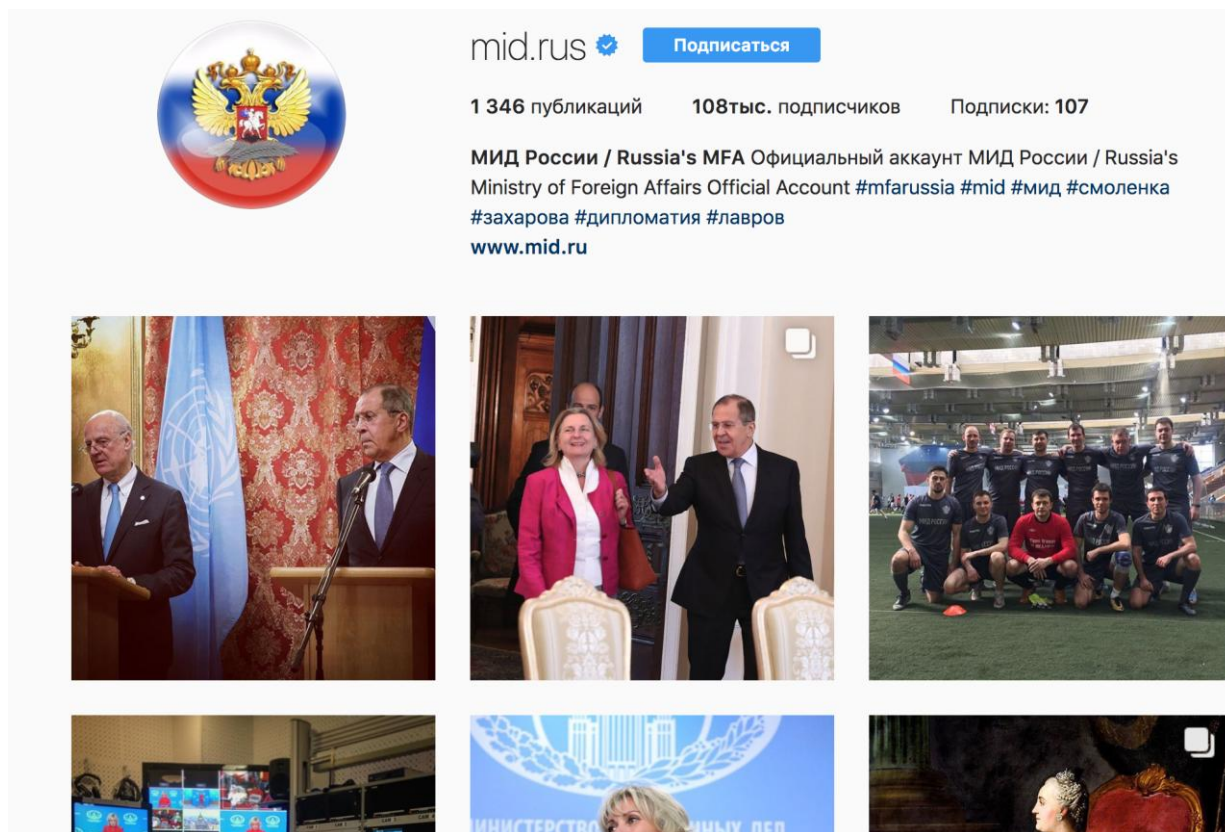 mid.rus
Подписаться
1 346 публикаций
108тыс. подписчиков
Подписки: 107
МИД России / Russia's MFA Официальный аккаунт МИД России / Russia's
Ministry of Foreign Affairs Official Account #mfarussia #mid #мид #смоленка
#захарова #дипломатия #лавров
www.mid.ru